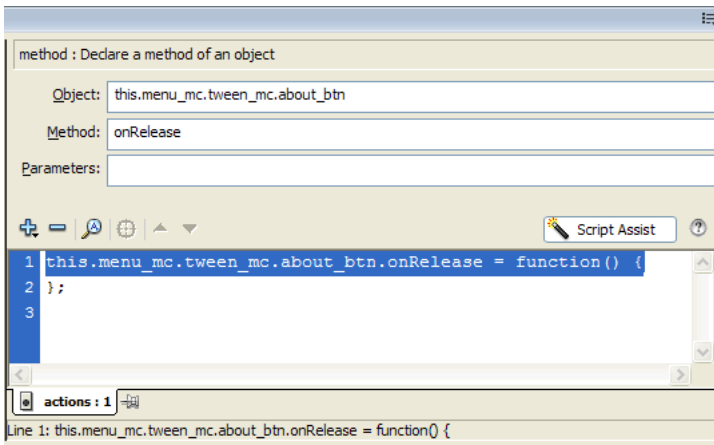 method : Declare a method of an object
Object: this.menu_mc.tween_mc.about_btn
Method: onRelease
Parameters:
Script Assist
1 this.menu_mc.tween_mc.about_btn.onRelease = function() {
2 };
3
actions : 1
Line 1: this.menu_mc.tween_mc.about_btn.onRelease = function() {